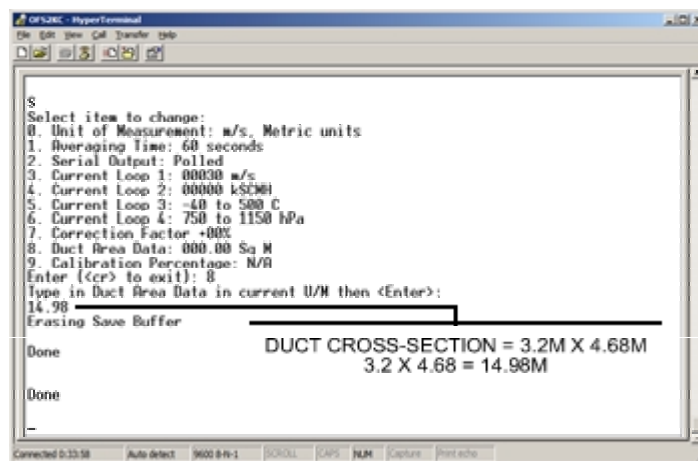 OFS2KC - HyperTerminal
File Edit View Call Transfer Help
S
Select item to change:
0. Unit of Measurement: m/s, Metric units
1. Averaging Time: 60 seconds
2. Serial Output: Polled
3. Current Loop 1: 00030 m/s
4. Current Loop 2: 00000 kSCMH
5. Current Loop 3: -40 to 500 C
6. Current Loop 4: 750 to 1150 hPa
7. Correction Factor +00%
8. Duct Area Data: 000.00 Sq M
9. Calibration Percentage: N/A
Enter (<cr> to exit): 8
Type in Duct Area Data in current U/M then <Enter>:
14.98
Erasing Save Buffer
DUCT CROSS-SECTION = 3.2M X 4.68M
3.2 X 4.68 = 14.98M
Done
Done
_
Connected 0:33:58 Auto detect 9600 8-N-1 SCROLL CAPS NUM Capture Print echo